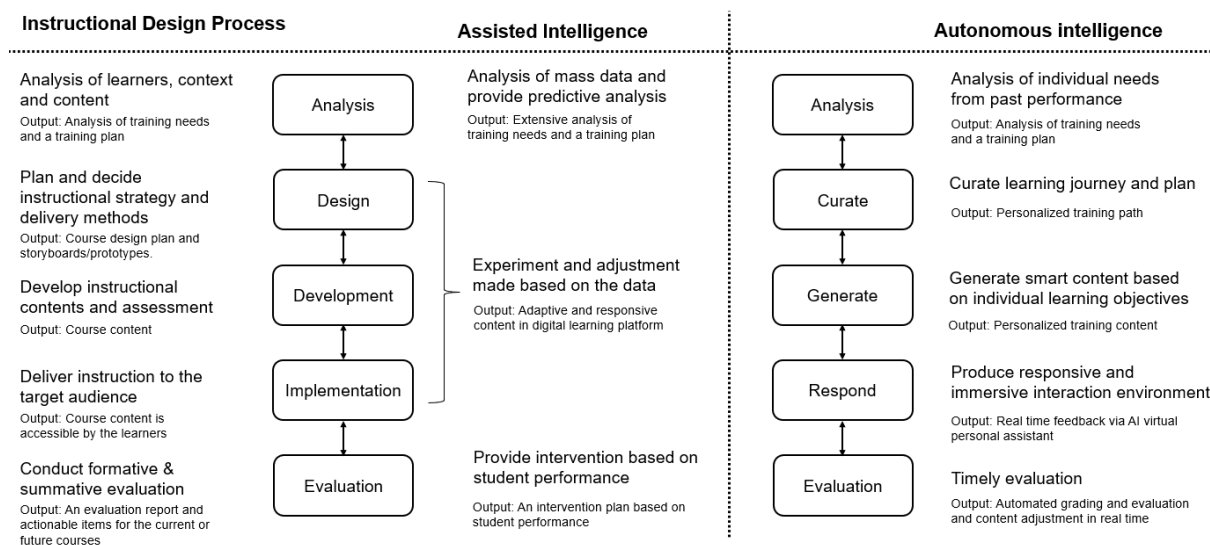 Instructional Design Process
Assisted Intelligence
Autonomous intelligence
Analysis of learners, context
and content
Output: Analysis of training needs
and a training plan
Analysis
Analysis of mass data and
provide predictive analysis
Output: Extensive analysis of
training needs and a training plan
Analysis
Analysis of individual needs
from past performance
Output: Analysis of training needs
and a training plan
Plan and decide
instructional strategy and
delivery methods
Output: Course design plan and
storyboards/prototypes.
Design
Curate
Curate learning journey and plan
Output: Personalized training path
Develop instructional
contents and assessment
Output: Course content
Development
Experiment and adjustment
made based on the data
Output: Adaptive and responsive
content in digital learning platform
Generate
Generate smart content based
on individual learning objectives
Output: Personalized training content
Deliver instruction to the
target audience
Output: Course content is
accessible by the learners
Implementation
Respond
Produce responsive and
immersive interaction environment
Output: Real time feedback via AI virtual
personal assistant
Conduct formative &
summative evaluation
Output: An evaluation report and
actionable items for the current or
future courses
Evaluation
Provide intervention based on
student performance
Output: An intervention plan based on
student performance
Evaluation
Timely evaluation
Output: Automated grading and evaluation
and content adjustment in real time